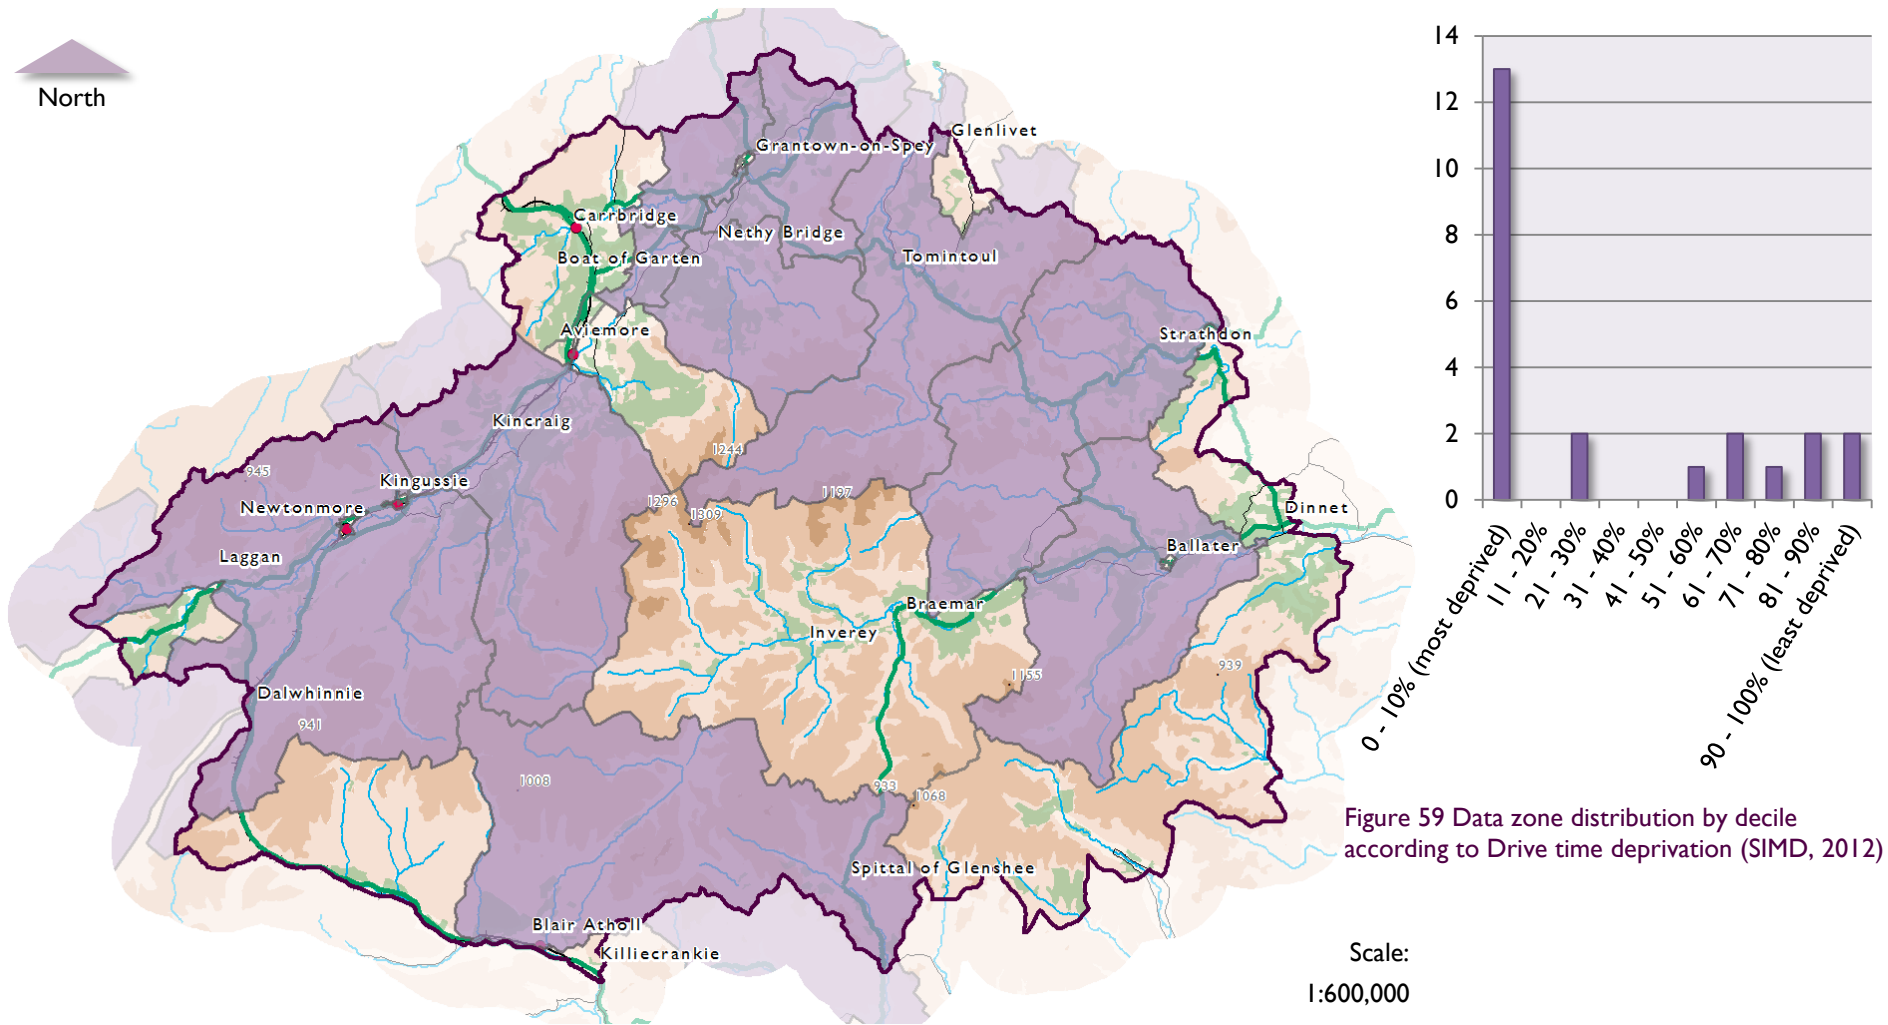 North
Glenlivet
Grantown-on-Spey
Carrbridge
Nethy Bridge
Boat of Garten
Tomintoul
Aviemore
Strathdon
Kincraig
1244
945
Kingussie
1296
1309
1197
Newtonmore
Dinnet
Laggan
Ballater
Braemar
Inverey
939
1155
Dalwhinnie
941
1008
933
1068
Spittal of Glenshee
Blair Atholl
Killiecrankie
14
12
10
8
6
4
2
0
0 - 10% (most deprived)
11 - 20%
21 - 30%
31 - 40%
41 - 50%
51 - 60%
61 - 70%
71 - 80%
81 - 90%
90 - 100% (least deprived)
Figure 59 Data zone distribution by decile
according to Drive time deprivation (SIMD, 2012)
Scale:
1:600,000